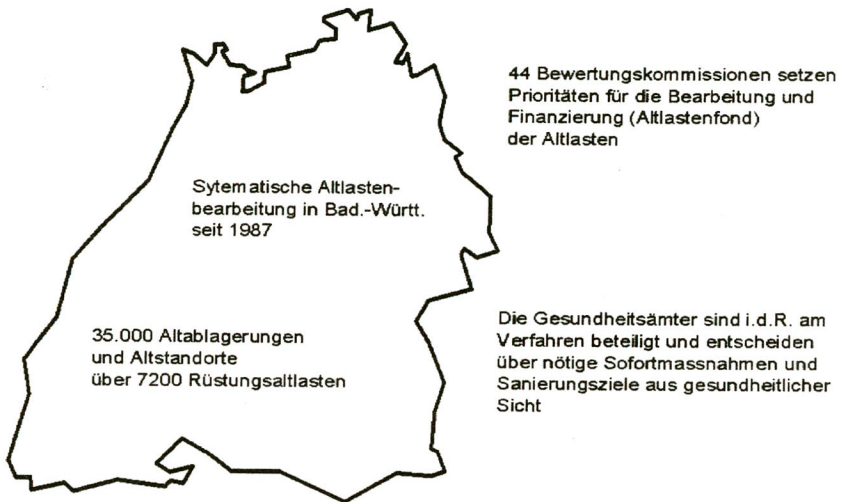 44 Bewertungskommissionen setzen
Prioritäten für die Bearbeitung und
Finanzierung (Altlastenfond)
der Altlasten
Sytematische Altlasten-
bearbeitung in Bad.-Württ.
seit 1987
35.000 Altablagerungen
und Altstandorte
über 7200 Rüstungsaltlasten
Die Gesundheitsämter sind i.d.R. am
Verfahren beteiligt und entscheiden
über nötige Sofortmassnahmen und
Sanierungsziele aus gesundheitlicher
Sicht